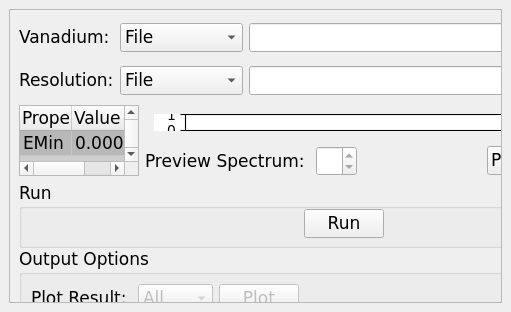 Vanadium: File
Resolution: File
Prope Value
EMin 0.000
1
0
Preview Spectrum: P
Run
Run
Output Options
Plot Result: All Plot